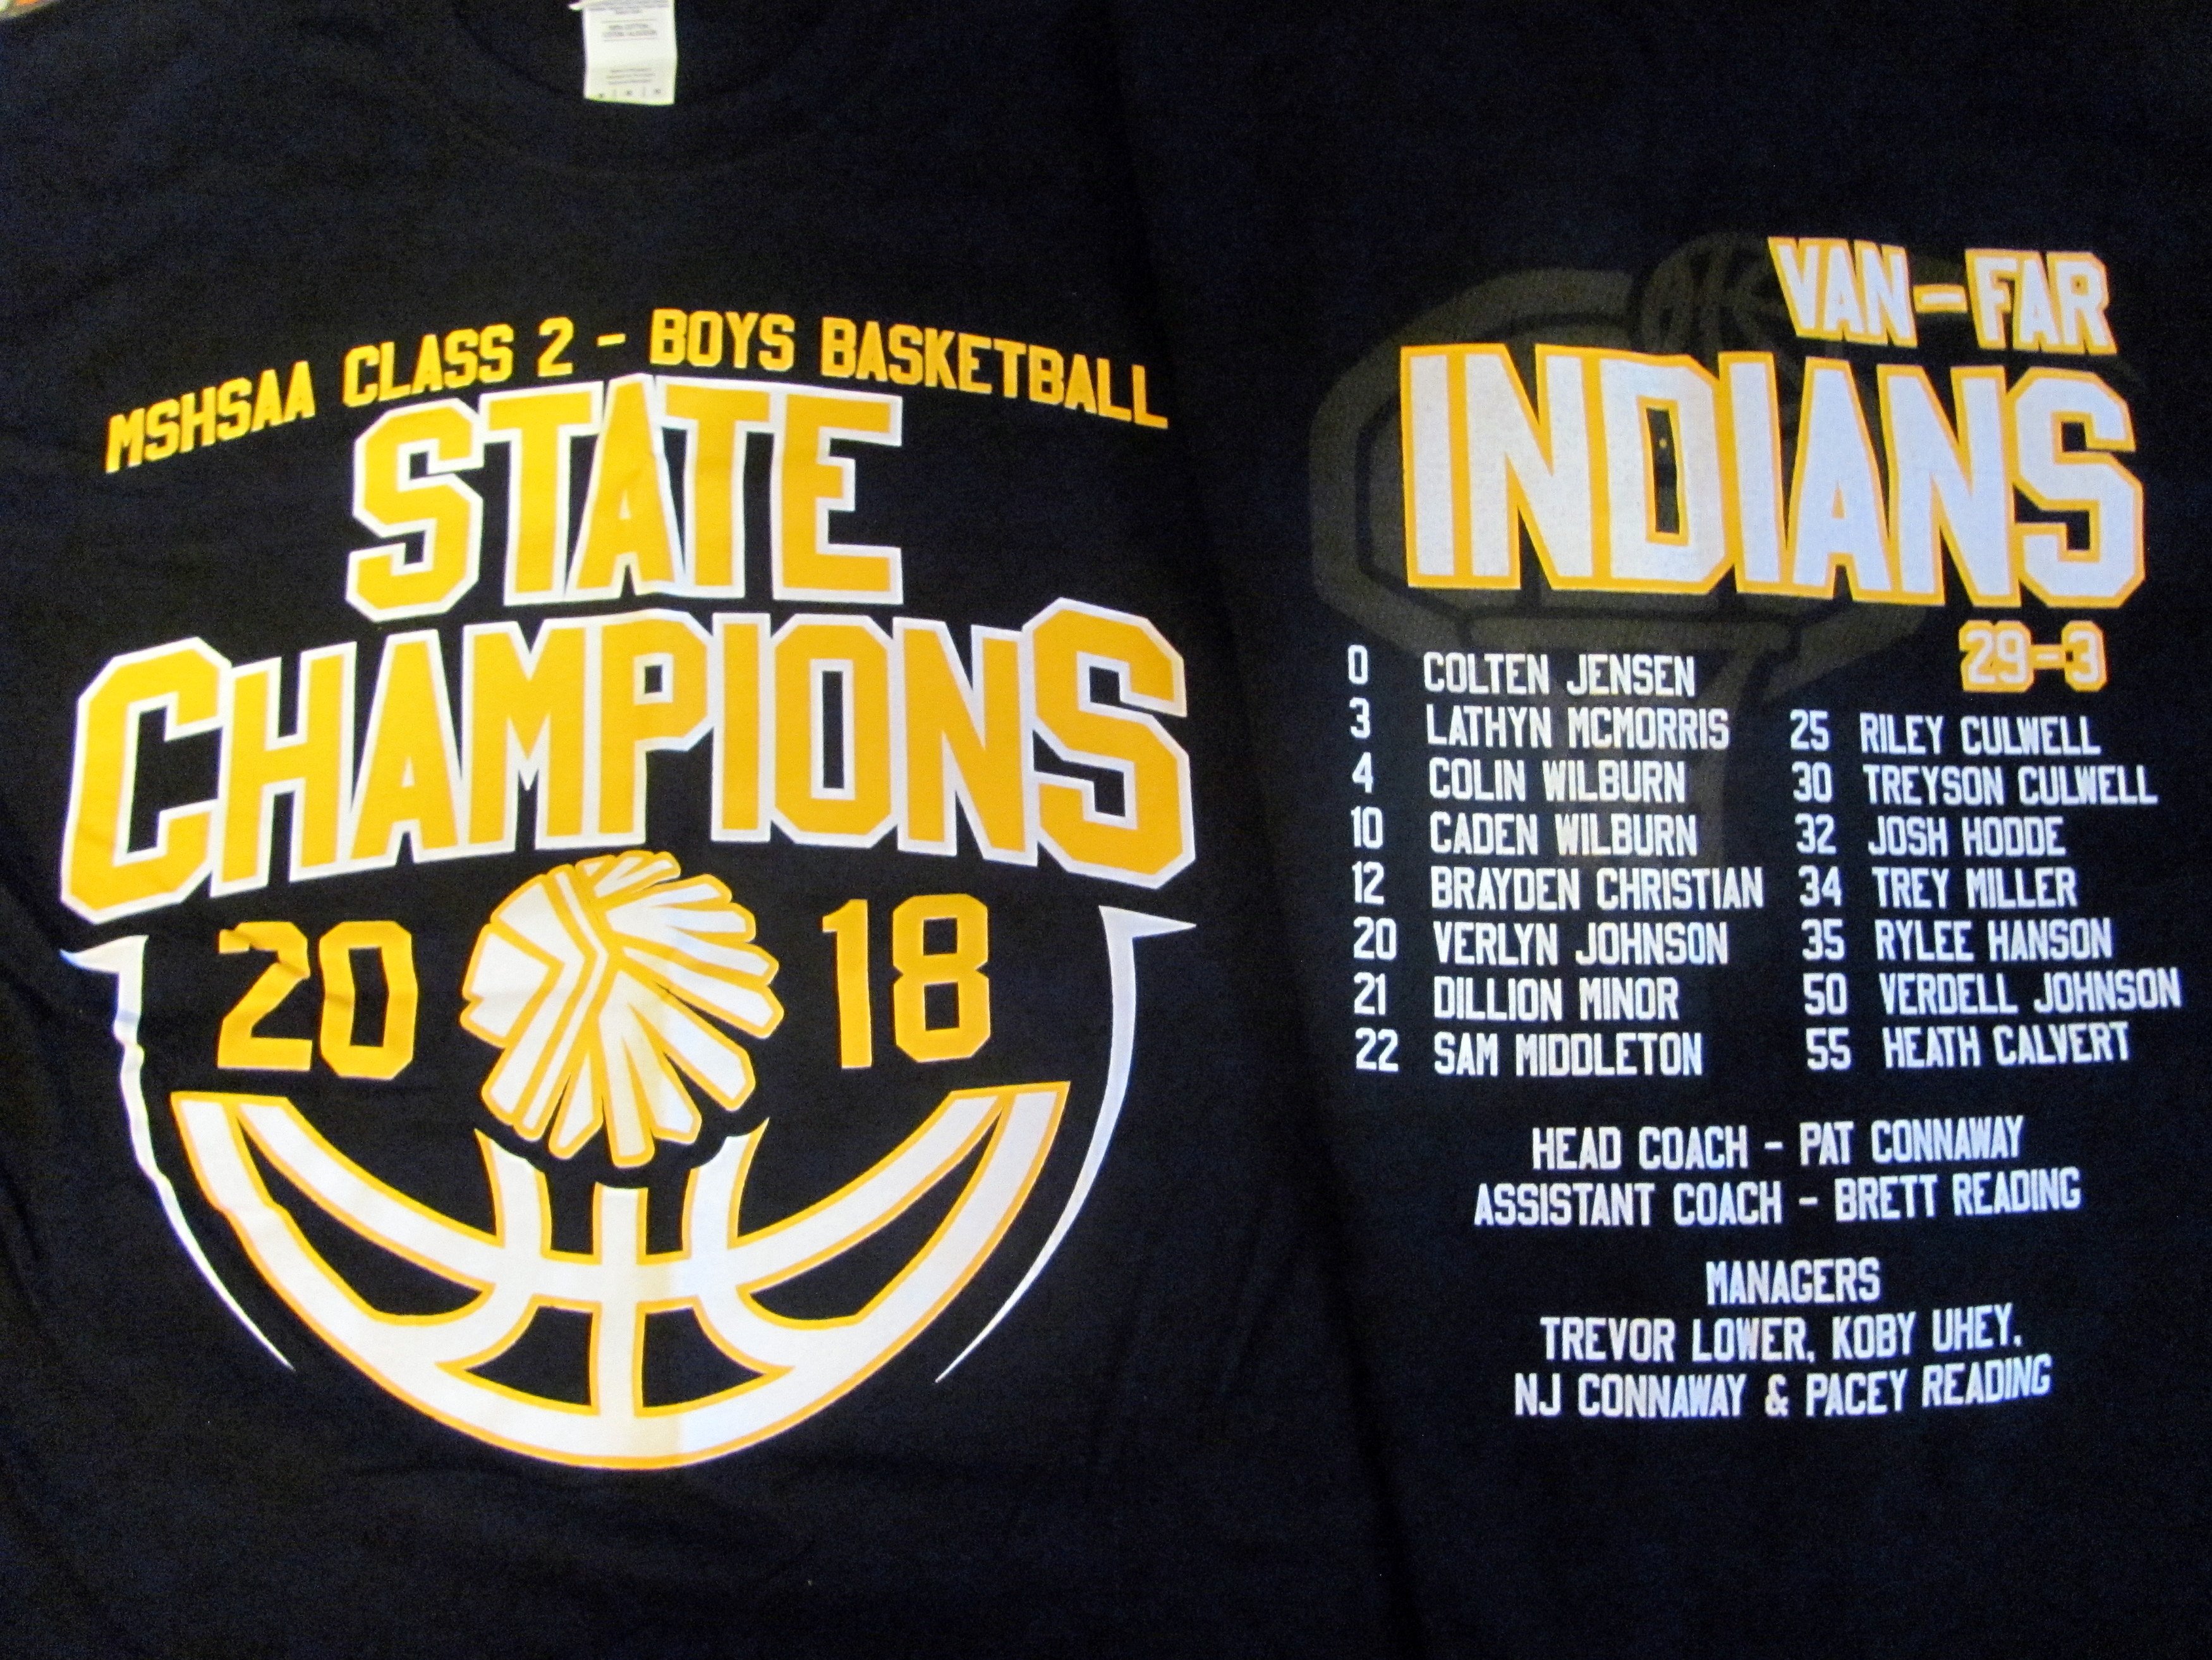 MSHSAA CLASS 2 - BOYS BASKETBALL
STATE
CHAMPIONS
20 18
VAN-FAR
INDIANS
29-3
0 COLTEN JENSEN
3 LATHYN MCMORRIS
4 COLIN WILBURN
10 CADEN WILBURN
12 BRAYDEN CHRISTIAN
20 VERLYN JOHNSON
21 DILLION MINOR
22 SAM MIDDLETON
25 RILEY CULWELL
30 TREYSON CULWELL
32 JOSH HODDE
34 TREY MILLER
35 RYLEE HANSON
50 VERDELL JOHNSON
55 HEATH CALVERT
HEAD COACH - PAT CONNAWAY
ASSISTANT COACH - BRETT READING
MANAGERS
TREVOR LOWER, KOBY UHEY,
NJ CONNAWAY & PACEY READING